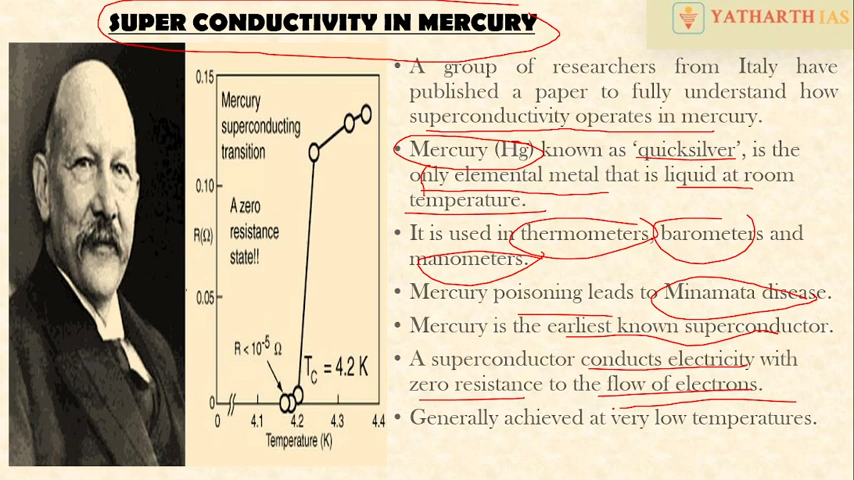 SUPER CONDUCTIVITY IN MERCURY
YATHARTH IAS
0.15
Mercury
superconducting
transition
0.10
R(Ω)
A zero
resistance
state!!
0.05
R < 10⁻⁵ Ω
T_C = 4.2 K
0
0 4.1 4.2 4.3 4.4
Temperature (K)
• A group of researchers from Italy have
published a paper to fully understand how
superconductivity operates in mercury.
• Mercury (Hg) known as ‘quicksilver’, is the
only elemental metal that is liquid at room
temperature.
• It is used in thermometers, barometers and
manometers.
• Mercury poisoning leads to Minamata disease.
• Mercury is the earliest known superconductor.
• A superconductor conducts electricity with
zero resistance to the flow of electrons.
• Generally achieved at very low temperatures.